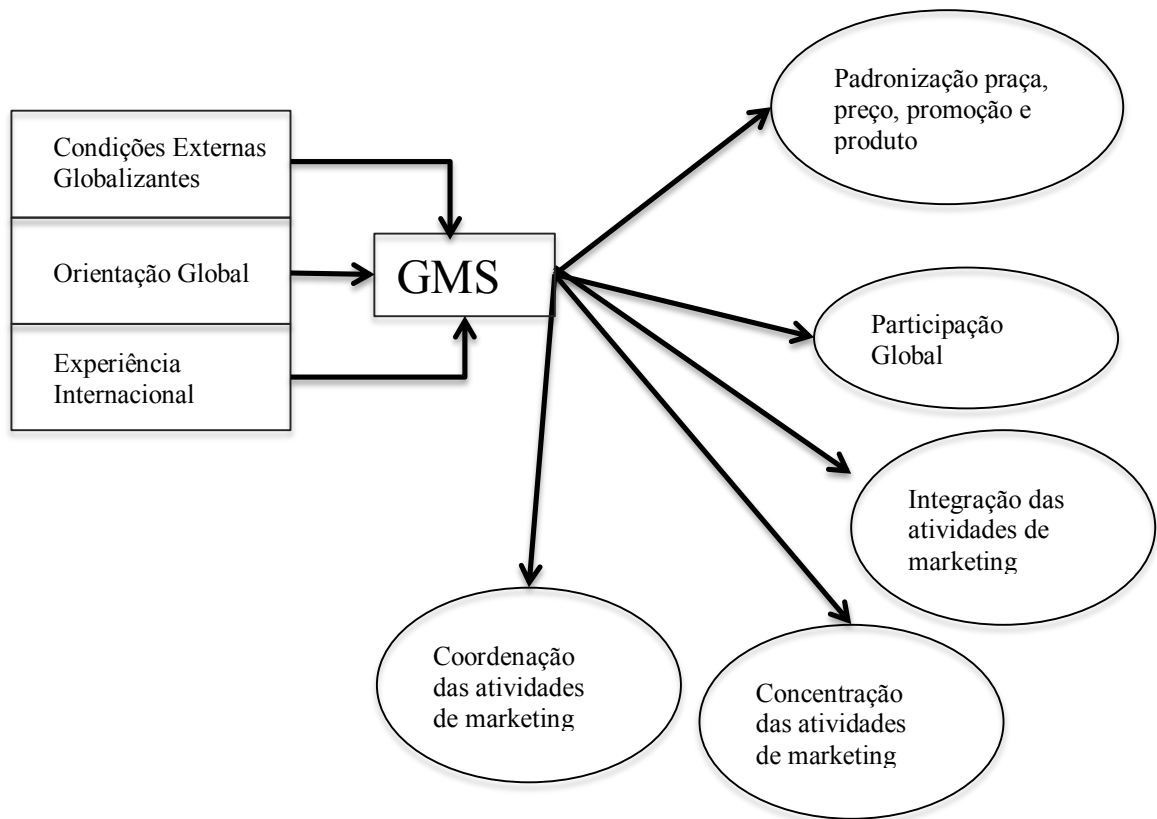 Padronização praça,
preço, promoção e
produto
Condições Externas
Globalizantes
Orientação Global
GMS
Experiência
Internacional
Participação
Global
Integração das
atividades de
marketing
Coordenação
das atividades
de marketing
Concentração
das atividades
de marketing